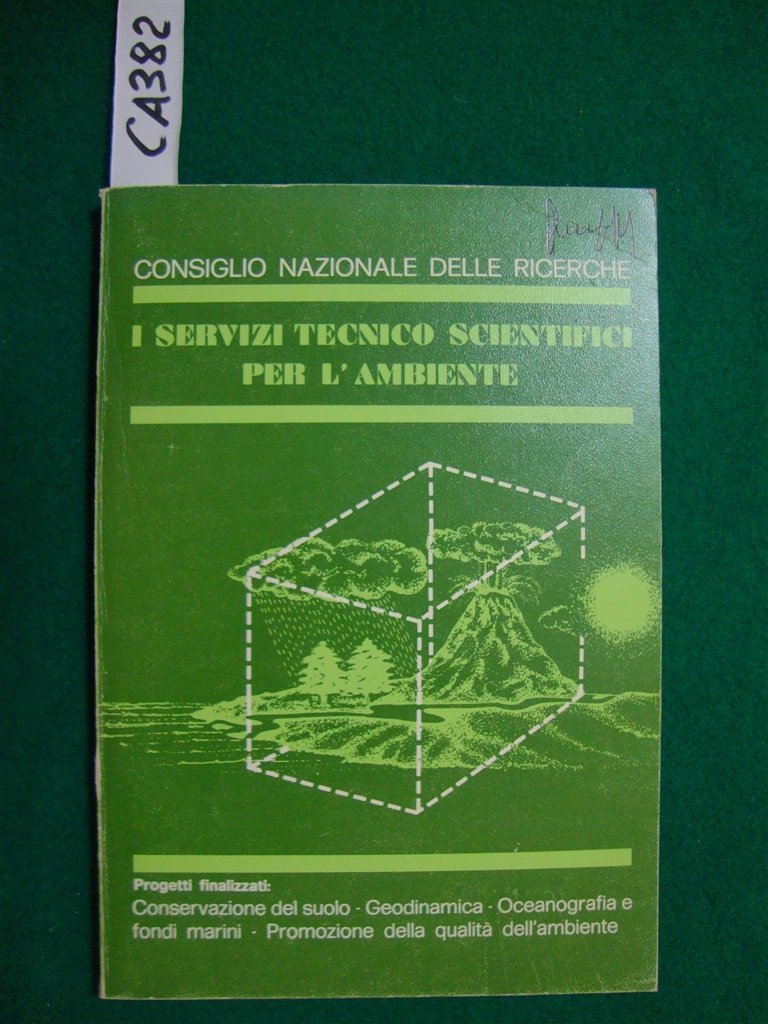 CA382
CONSIGLIO NAZIONALE DELLE RICERCHE
I SERVIZI TECNICO SCIENTIFICI
PER L'AMBIENTE
Progetti finalizzati:
Conservazione del suolo - Geodinamica - Oceanografia e
fondi marini - Promozione della qualità dell'ambiente